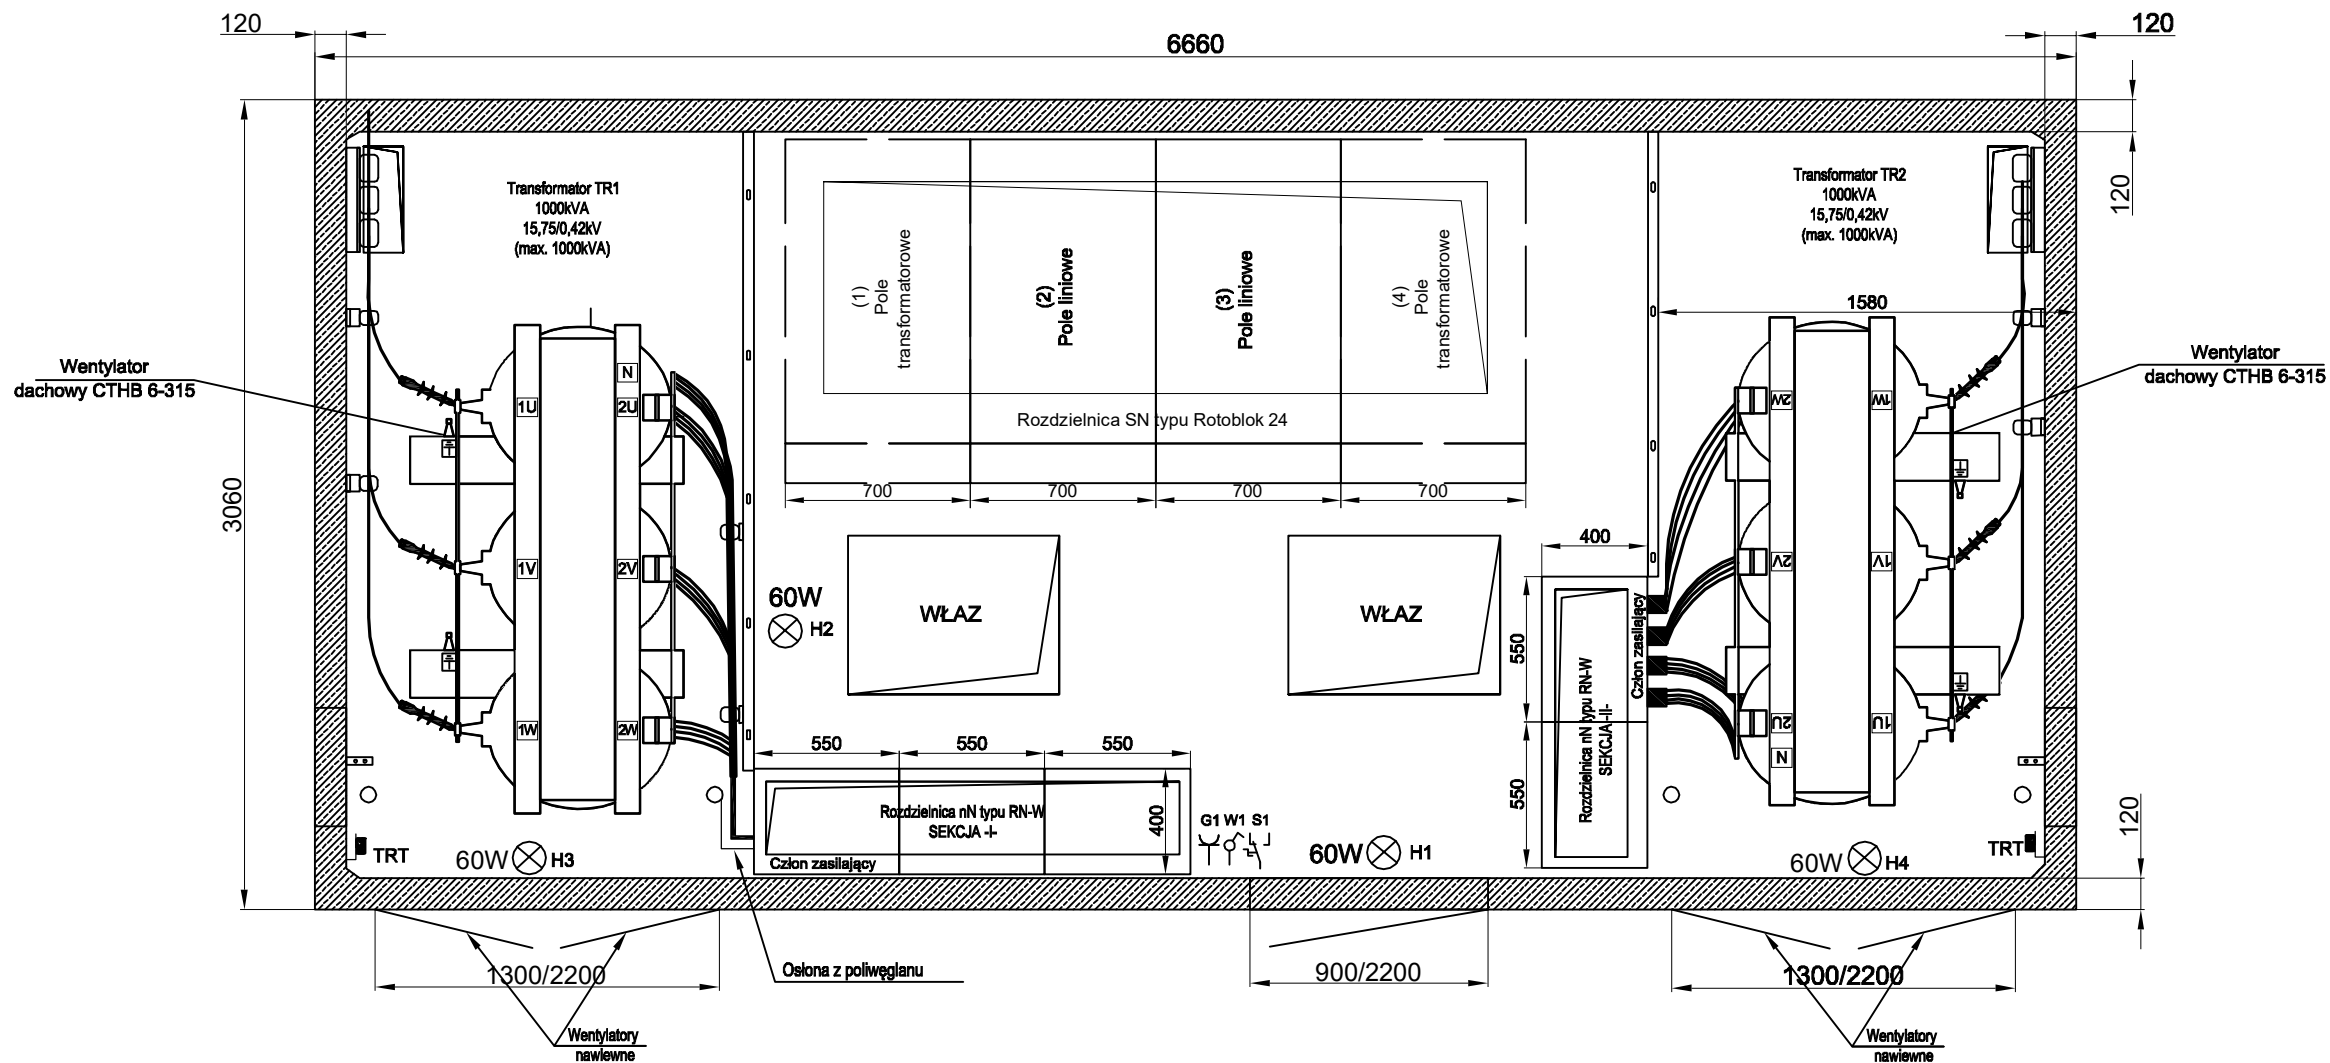 120
6660
120
Transformator TR1
1000kVA
15,75/0,42kV
(max. 1000kVA)
Transformator TR2
1000kVA
15,75/0,42kV
(max. 1000kVA)
120
(1)
Pole
transformatorowe
(2)
Pole liniowe
(3)
Pole liniowe
(4)
Pole
transformatorowe
1580
Wentylator
dachowy CTHB 6-315
Wentylator
dachowy CTHB 6-315
N
1U
2U
2W
1W
Rozdzielnica SN typu Rotoblok 24
700
700
700
700
3060
400
1V
2V
2V
1V
60W
H2
WŁAZ
WŁAZ
550
Człon zasilający
Rozdzielnica nN typu RN-W
SEKCJA-II-
550
1W
2W
2U
1U
N
550
550
550
Rozdzielnica nN typu RN-W
SEKCJA -I-
400
Człon zasilający
G1 W1 S1
TRT
60W
H3
60W
H1
60W
H4
TRT
120
1300/2200
Osłona z poliwęglanu
900/2200
1300/2200
Wentylatory
nawiewne
Wentylatory
nawiewne